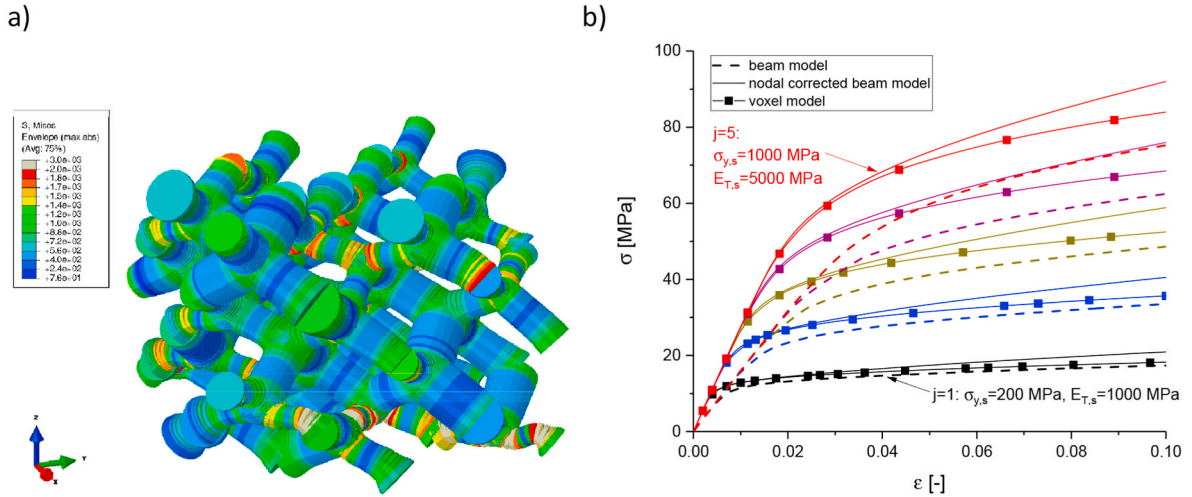 a)
S, Mises
Envelope (max abs)
(Avg: 75%)
+3.0e+03
+2.0e+03
+1.8e+03
+1.7e+03
+1.5e+03
+1.4e+03
+1.2e+03
+1.0e+03
+8.8e+02
+7.2e+02
+5.6e+02
+4.0e+02
+2.4e+02
+7.6e+01
Z
Y
X
b)
beam model
nodal corrected beam model
voxel model
j=5:
σy,s=1000 MPa
ET,s=5000 MPa
j=1: σy,s=200 MPa, ET,s=1000 MPa
σ [MPa]
100
80
60
40
20
0
0.00 0.02 0.04 0.06 0.08 0.10
ε [-]